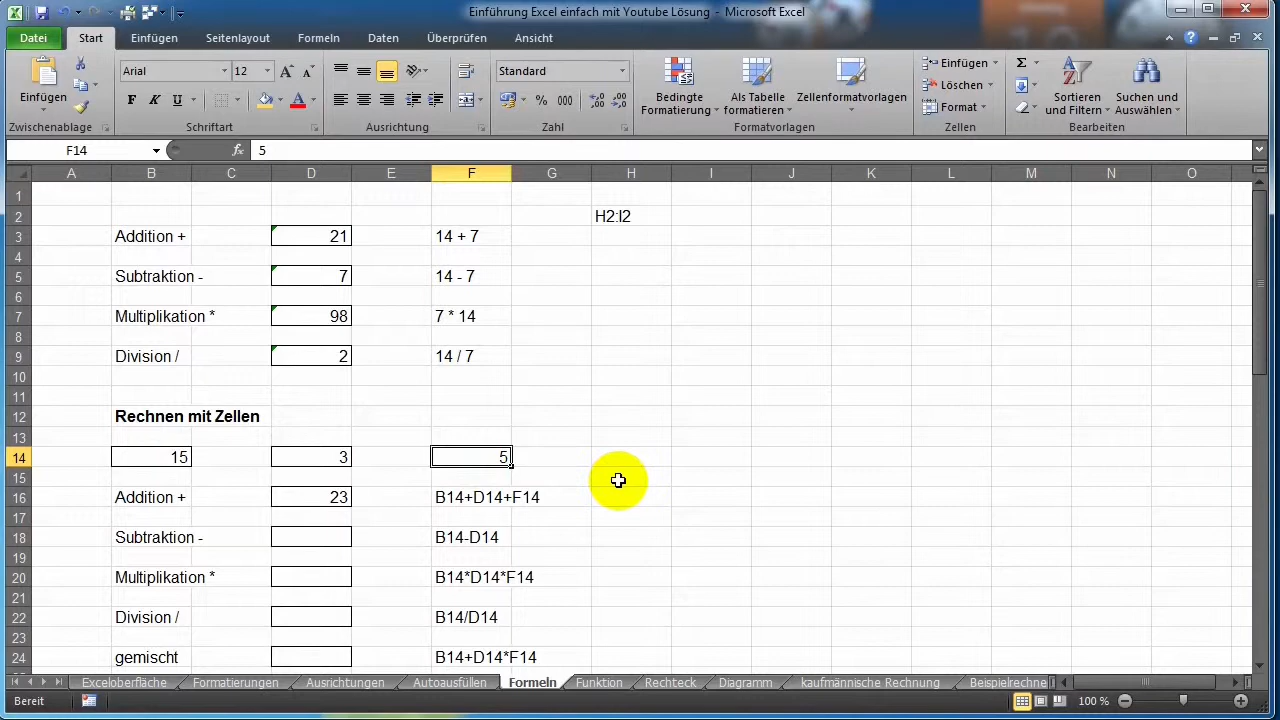 Einführung Excel einfach mit Youtube Lösung - Microsoft Excel
Datei Start Einfügen Seitenlayout Formeln Daten Überprüfen Ansicht
Arial 12 Standard
Einfügen Bedingte Formatierung Als Tabelle formatieren Zellenformatvorlagen Einfügen Löschen Format Sortieren und Filtern Suchen und Auswählen
Zwischenablage Schriftart Ausrichtung Zahl Formatvorlagen Zellen Bearbeiten
F14 fx 5
A B C D E F G H I J K L M N O
1
2 H2:I2
3 Addition + 21 14 + 7
4
5 Subtraktion - 7 14 - 7
6
7 Multiplikation * 98 7 * 14
8
9 Division / 2 14 / 7
10
11
12 Rechnen mit Zellen
13
14 15 3 5
15
16 Addition + 23 B14+D14+F14
17
18 Subtraktion - B14-D14
19
20 Multiplikation * B14*D14*F14
21
22 Division / B14/D14
23
24 gemischt B14+D14*F14
Exceloberfläche Formatierungen Ausrichtungen Autoausfüllen Formeln Funktion Rechteck Diagramm kaufmännische Rechnung Beispielrechne
Bereit 100 %